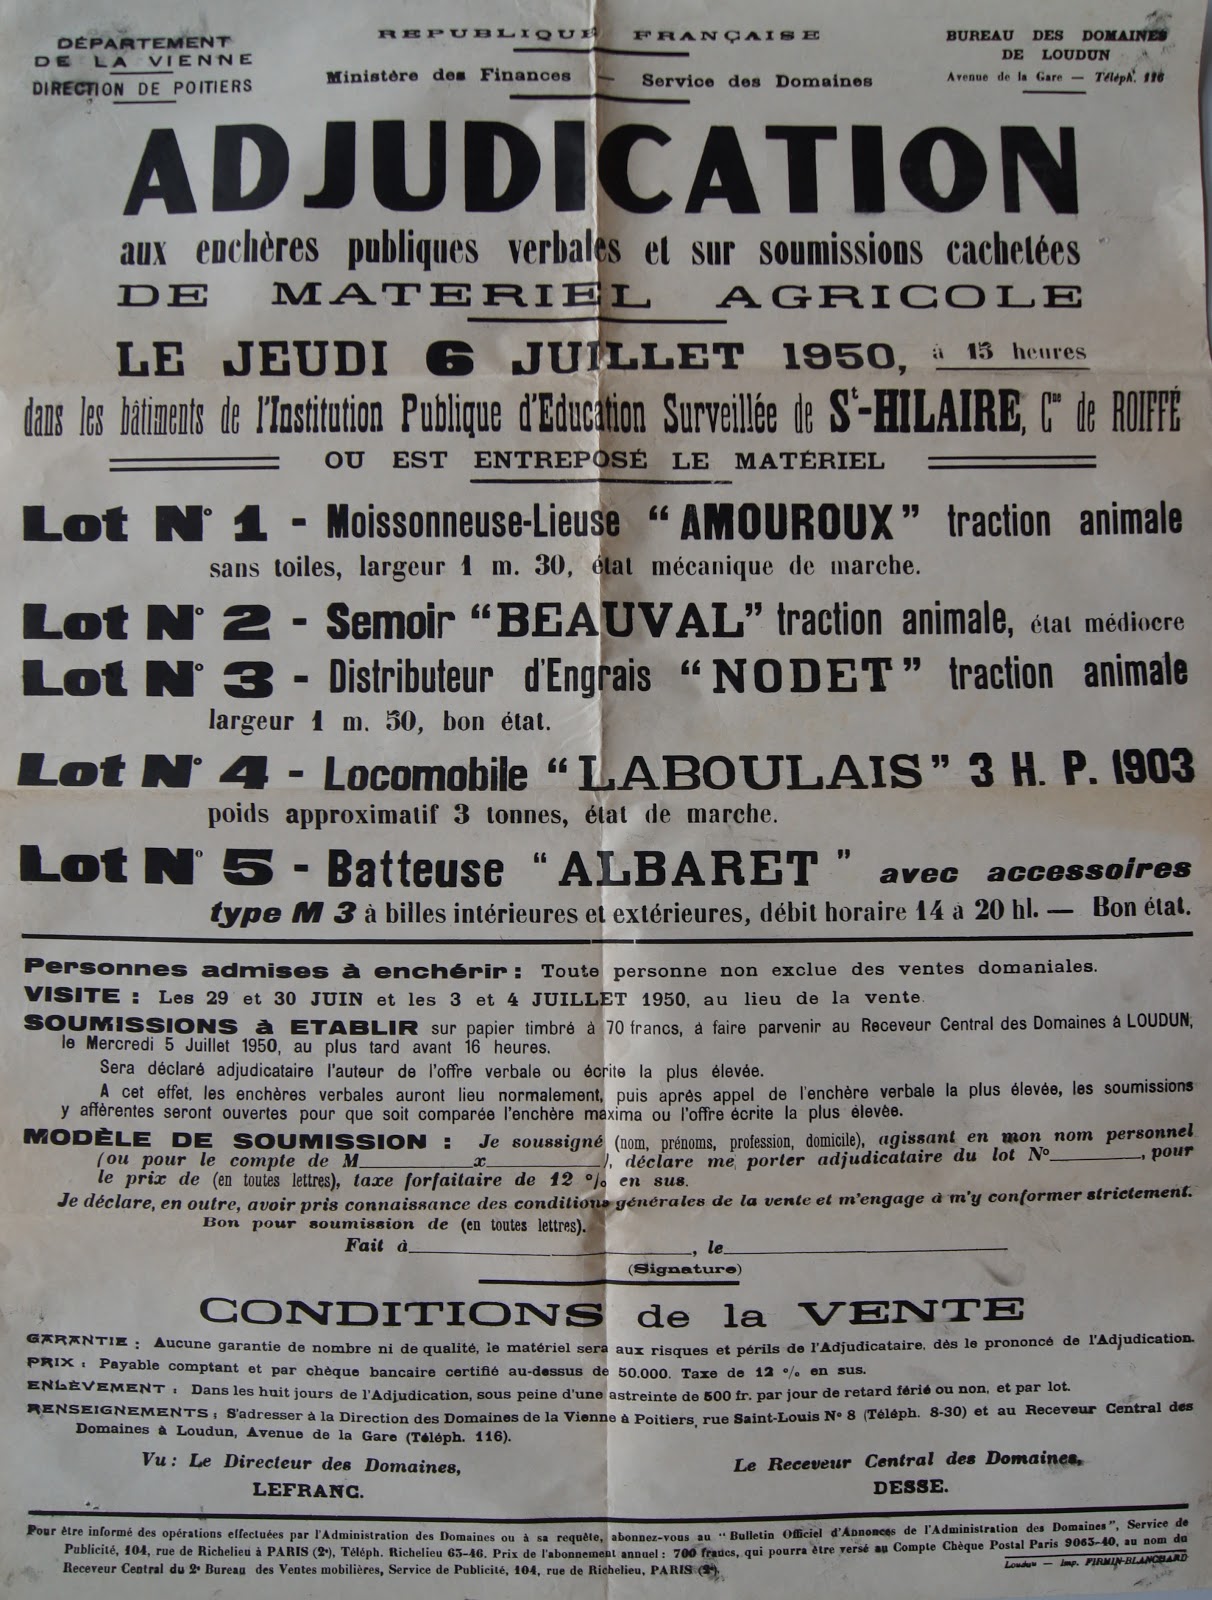 DÉPARTEMENT
DE LA VIENNE
DIRECTION DE POITIERS
REPUBLIQUE FRANÇAISE
Ministère des Finances — Service des Domaines
BUREAU DES DOMAINES
DE LOUDUN
Avenue de la Gare — Téléph. 116
ADJUDICATION
aux enchères publiques verbales et sur soumissions cachetées
DE MATERIEL AGRICOLE
LE JEUDI 6 JUILLET 1950, à 15 heures
dans les bâtiments de l'Institution Publique d'Education Surveillée de St-HILAIRE, Cne de ROIFFÉ
OU EST ENTREPOSÉ LE MATÉRIEL
Lot N° 1 - Moissonneuse-Lieuse "AMOUROUX" traction animale
sans toiles, largeur 1 m. 30, état mécanique de marche.
Lot N° 2 - Semoir "BEAUVAL" traction animale, état médiocre
Lot N° 3 - Distributeur d'Engrais "NODET" traction animale
largeur 1 m. 50, bon état.
Lot N° 4 - Locomobile "LABOULAIS" 3 H. P. 1903
poids approximatif 3 tonnes, état de marche.
Lot N° 5 - Batteuse "ALBARET" avec accessoires
type M 3 à billes intérieures et extérieures, débit horaire 14 à 20 hl. — Bon état.
Personnes admises à enchérir : Toute personne non exclue des ventes domaniales.
VISITE : Les 29 et 30 JUIN et les 3 et 4 JUILLET 1950, au lieu de la vente.
SOUMISSIONS à ETABLIR sur papier timbré à 70 francs, à faire parvenir au Receveur Central des Domaines à LOUDUN,
le Mercredi 5 Juillet 1950, au plus tard avant 16 heures.
Sera déclaré adjudicataire l'auteur de l'offre verbale ou écrite la plus élevée.
A cet effet, les enchères verbales auront lieu normalement, puis après appel de l'enchère verbale la plus élevée, les soumissions
y afférentes seront ouvertes pour que soit comparée l'enchère maxima ou l'offre écrite la plus élevée.
MODÈLE DE SOUMISSION : Je soussigné (nom, prénoms, profession, domicile), agissant en mon nom personnel
(ou pour le compte de M____x____), déclare me porter adjudicataire du lot N°____, pour
le prix de (en toutes lettres), taxe forfaitaire de 12 % en sus.
Je déclare, en outre, avoir pris connaissance des conditions générales de la vente et m'engage à m'y conformer strictement.
Bon pour soumission de (en toutes lettres).
Fait à____, le____
(Signature)
CONDITIONS de la VENTE
GARANTIE : Aucune garantie de nombre ni de qualité, le matériel sera aux risques et périls de l'Adjudicataire, dès le prononcé de l'Adjudication.
PRIX : Payable comptant et par chèque bancaire certifié au-dessus de 50.000. Taxe de 12 % en sus.
ENLÈVEMENT : Dans les huit jours de l'Adjudication, sous peine d'une astreinte de 500 fr. par jour de retard férié ou non, et par lot.
RENSEIGNEMENTS : S'adresser à la Direction des Domaines de la Vienne à Poitiers, rue Saint-Louis N° 8 (Téléph. 8-30) et au Receveur Central des
Domaines à Loudun, Avenue de la Gare (Téléph. 116).
Vu : Le Directeur des Domaines,
LEFRANC.
Le Receveur Central des Domaines,
DESSE.
Pour être informé des opérations effectuées par l'Administration des Domaines ou à sa requête, abonnez-vous au "Bulletin Officiel d'Annonces de l'Administration des Domaines", Service de
Publicité, 104, rue de Richelieu à PARIS (2e), Téléph. Richelieu 63-46. Prix de l'abonnement annuel : 700 francs, qui pourra être versé au Compte Chèque Postal Paris 9063-40, au nom du
Receveur Central du 2e Bureau des Ventes mobilières, Service de Publicité, 104, rue de Richelieu, PARIS (2e).
Loudun — Imp. FIRMIN-BLANCHARD